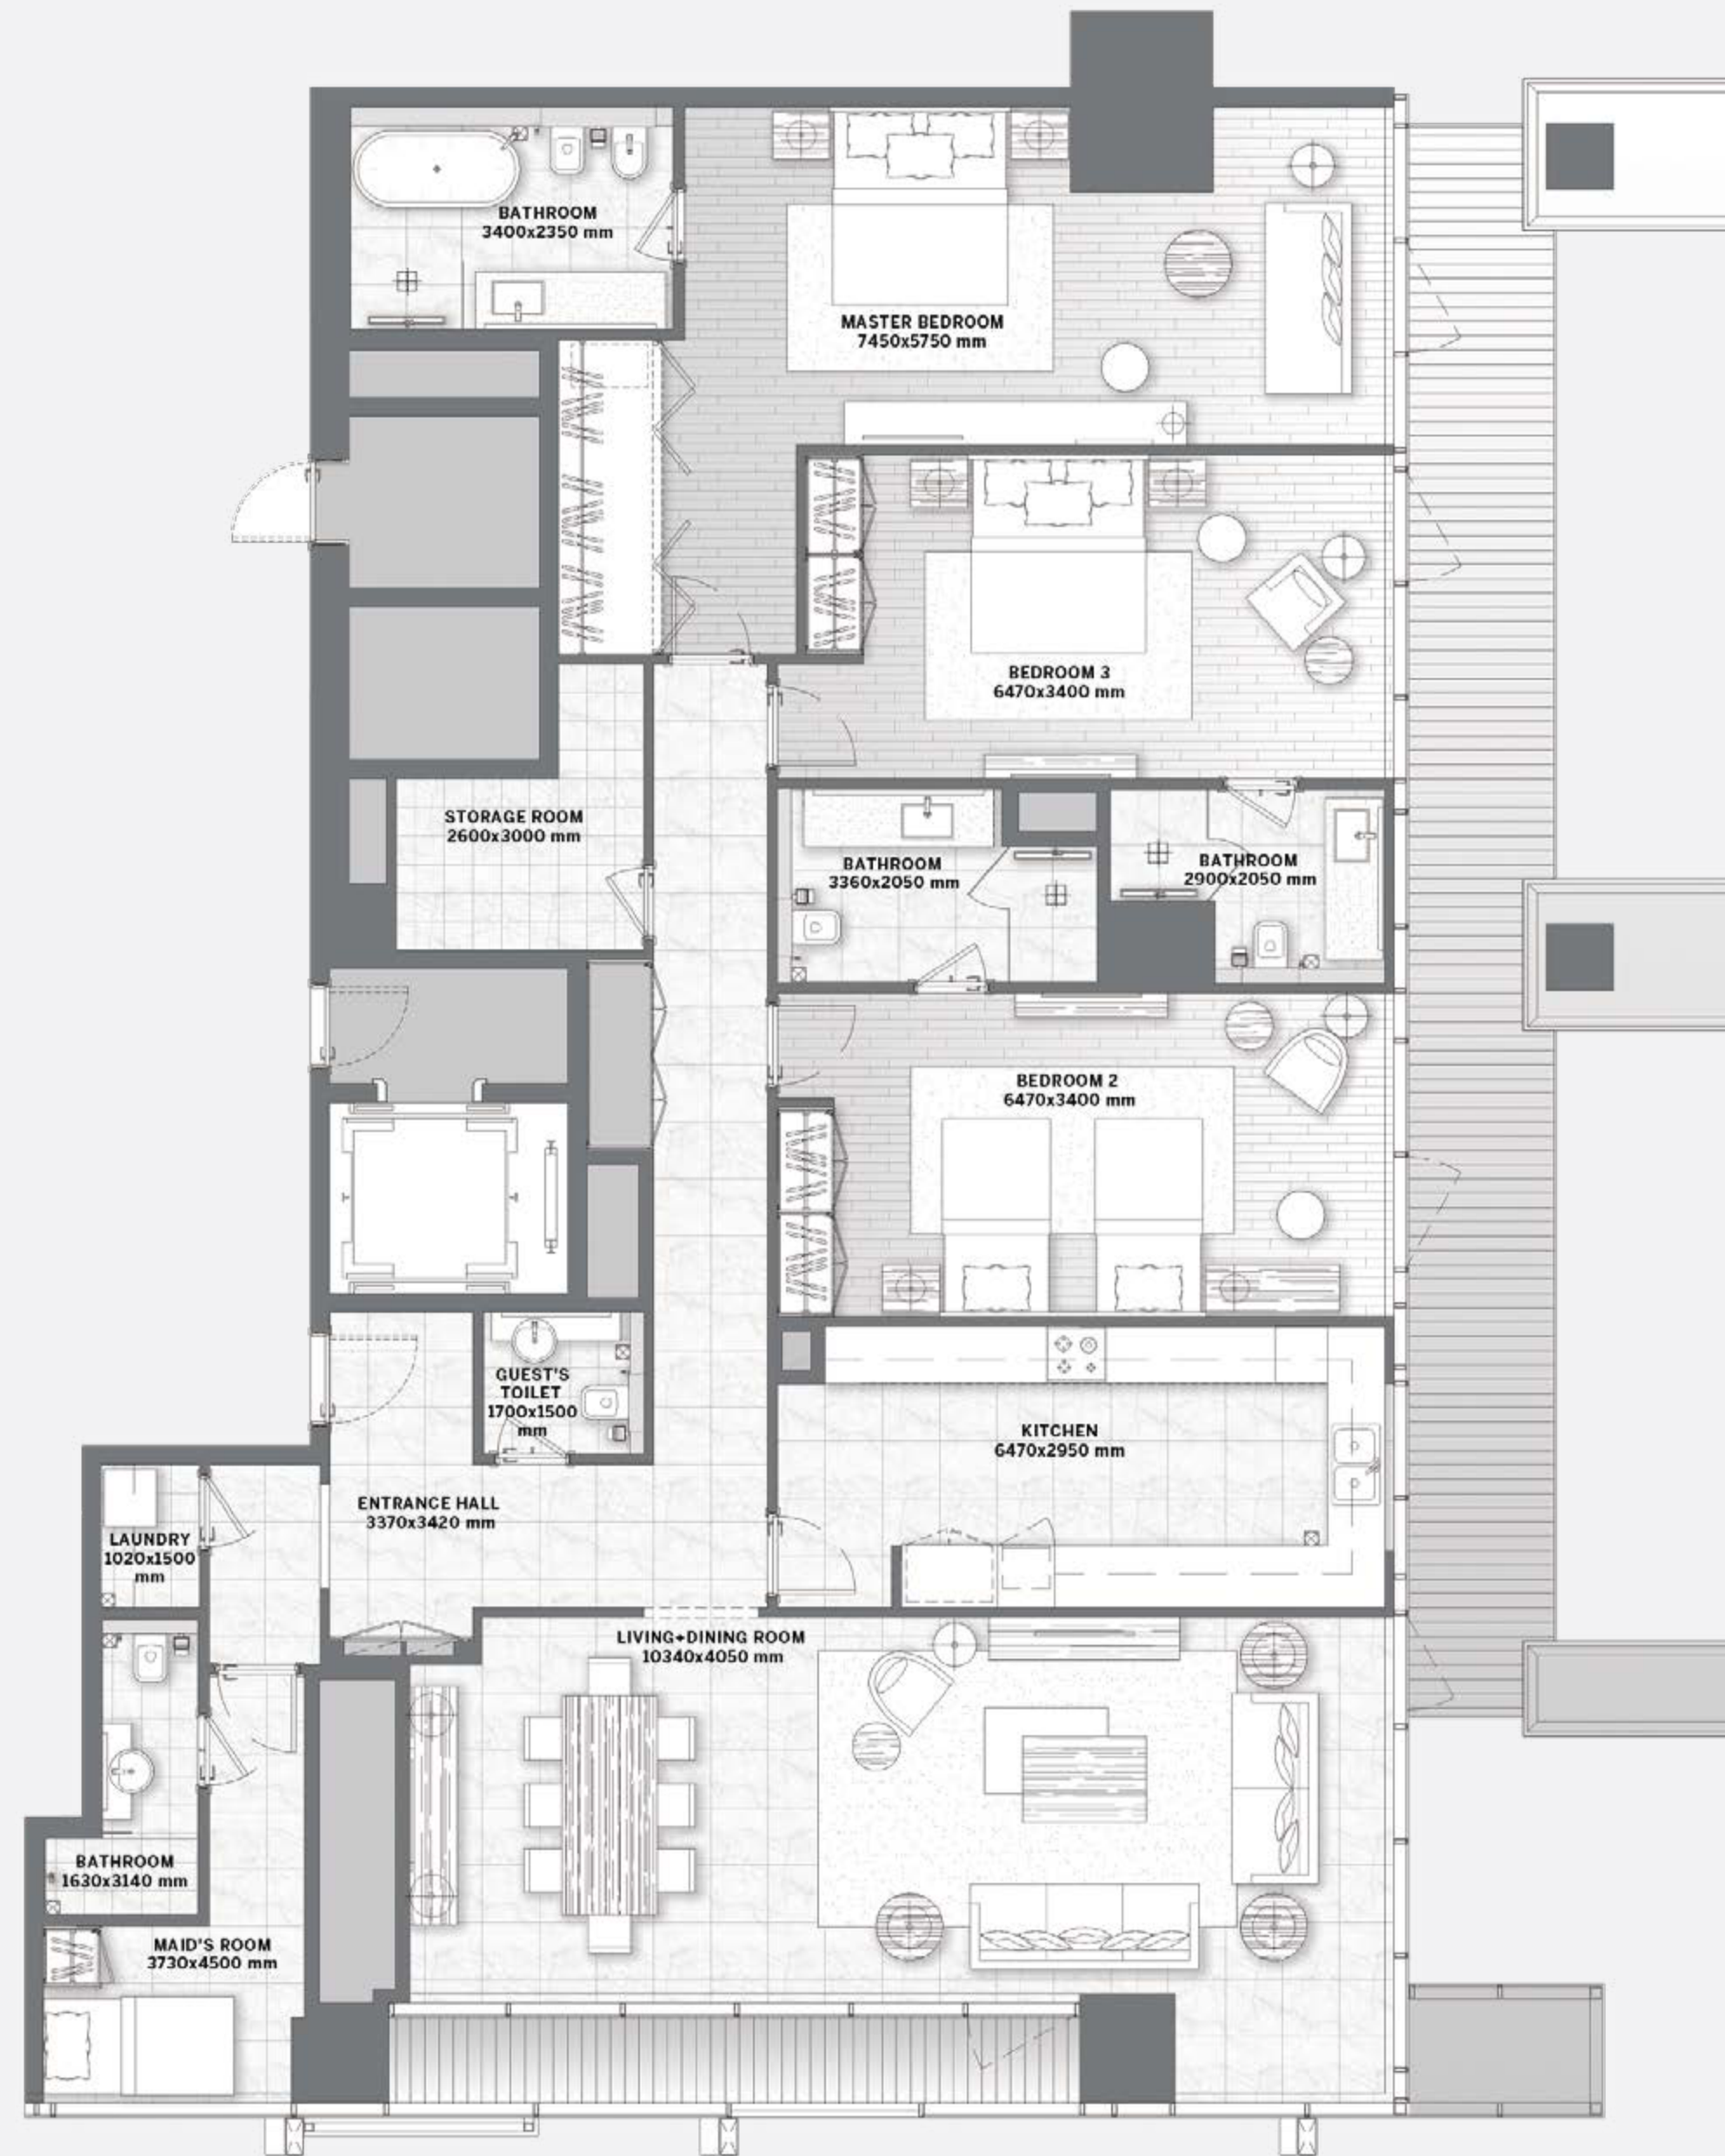 BATHROOM
3400x2350 mm
MASTER BEDROOM
7450x5750 mm
BEDROOM 3
6470x3400 mm
STORAGE ROOM
2600x3000 mm
BATHROOM
3360x2050 mm
BATHROOM
2900x2050 mm
BEDROOM 2
6470x3400 mm
GUEST'S
TOILET
1700x1500
mm
KITCHEN
6470x2950 mm
ENTRANCE HALL
3370x3420 mm
LAUNDRY
1020x1500
mm
LIVING+DINING ROOM
10340x4050 mm
BATHROOM
1630x3140 mm
MAID'S ROOM
3730x4500 mm